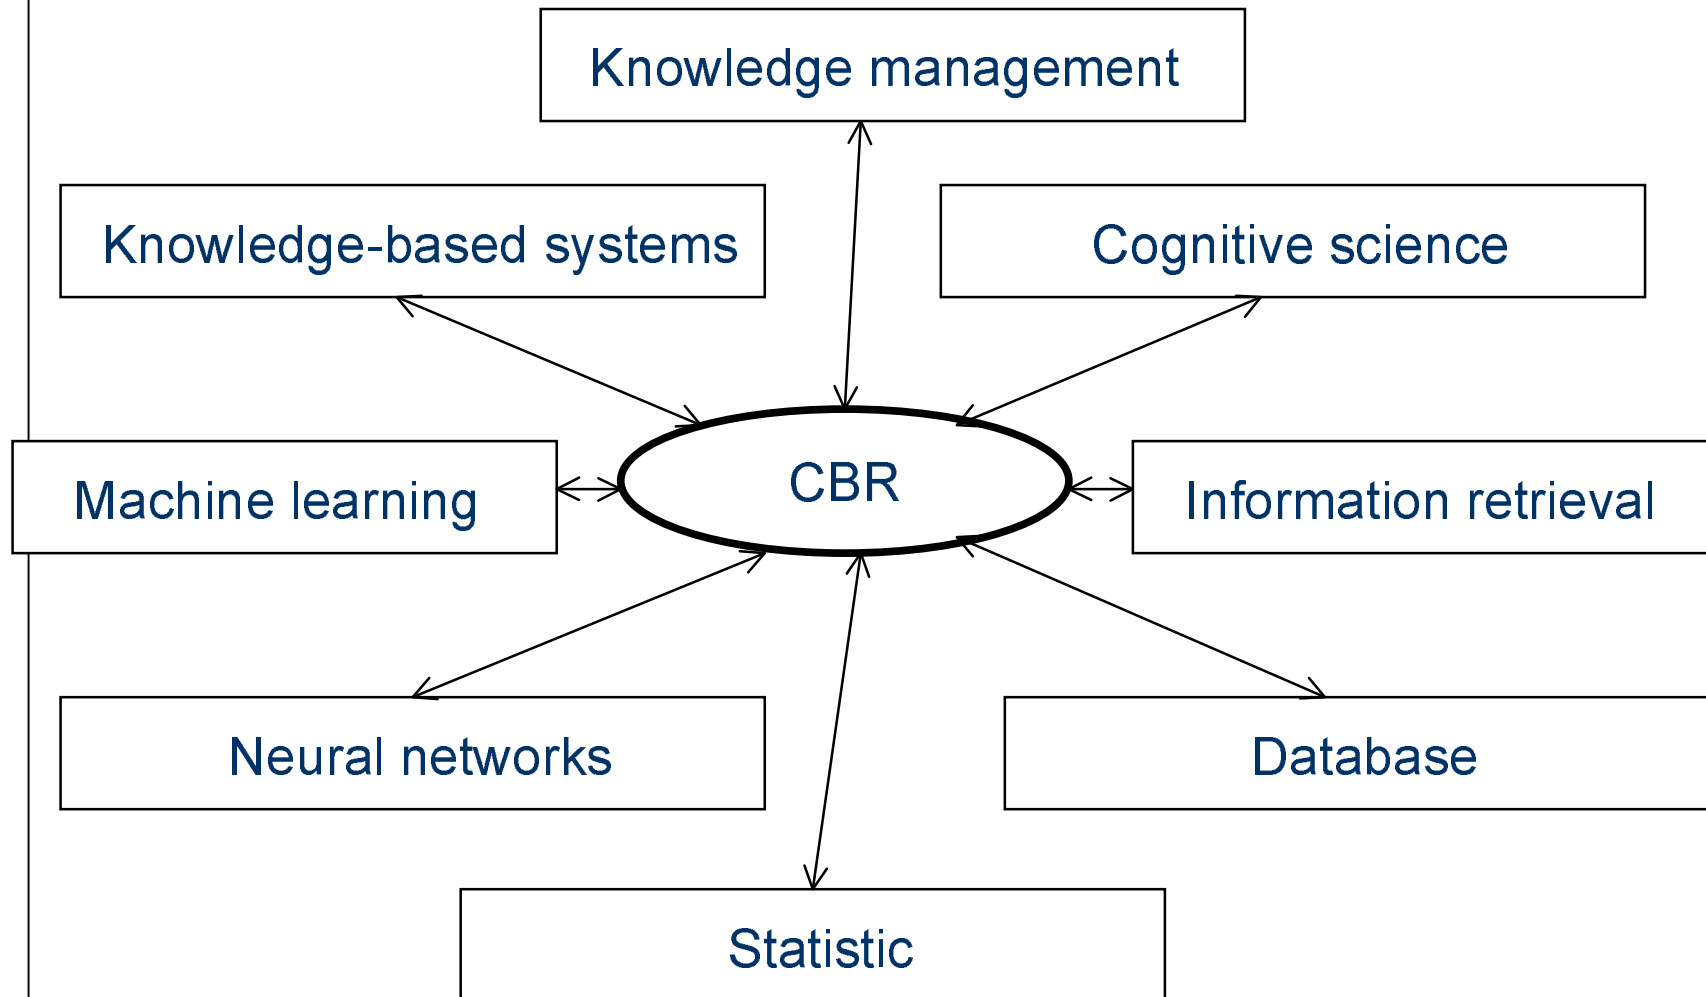 Knowledge management
Knowledge-based systems
Cognitive science
Machine learning
CBR
Information retrieval
Neural networks
Database
Statistic